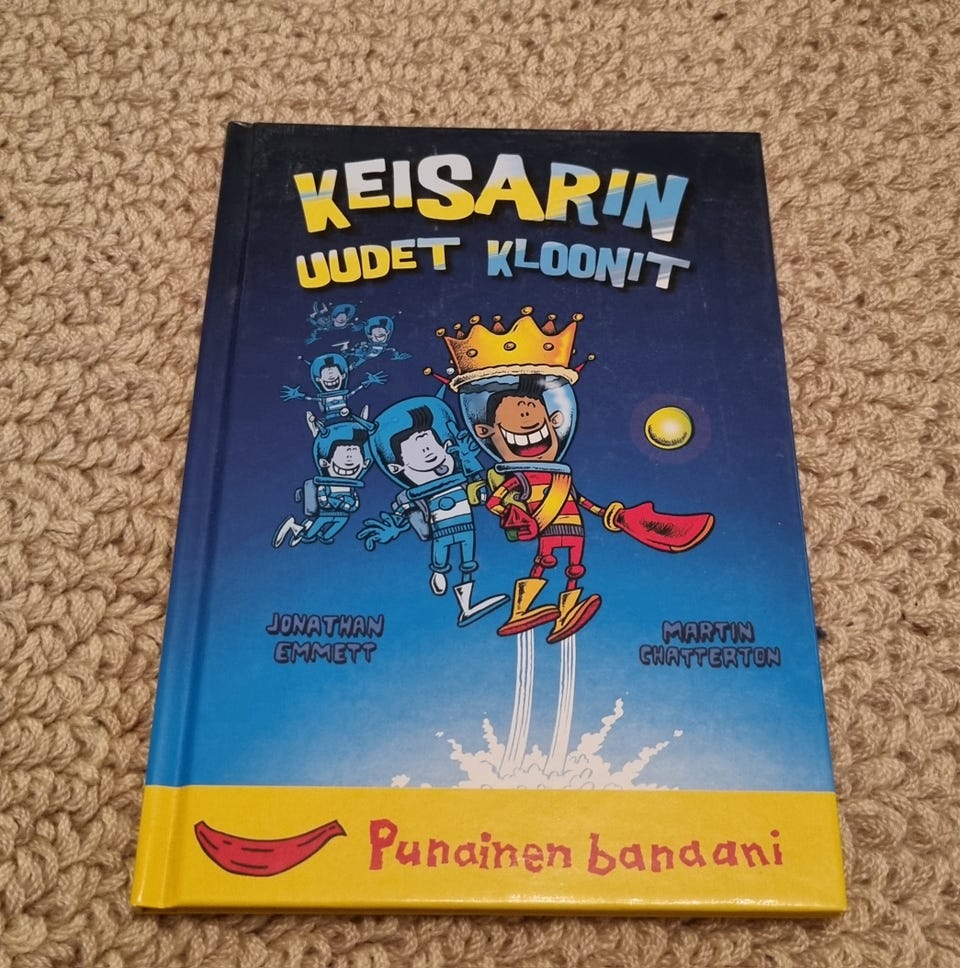 KEISARIN
UUDET KLOONIT
JONATHAN
EMMETT
MARTIN
CHATTERTON
Punainen banaani